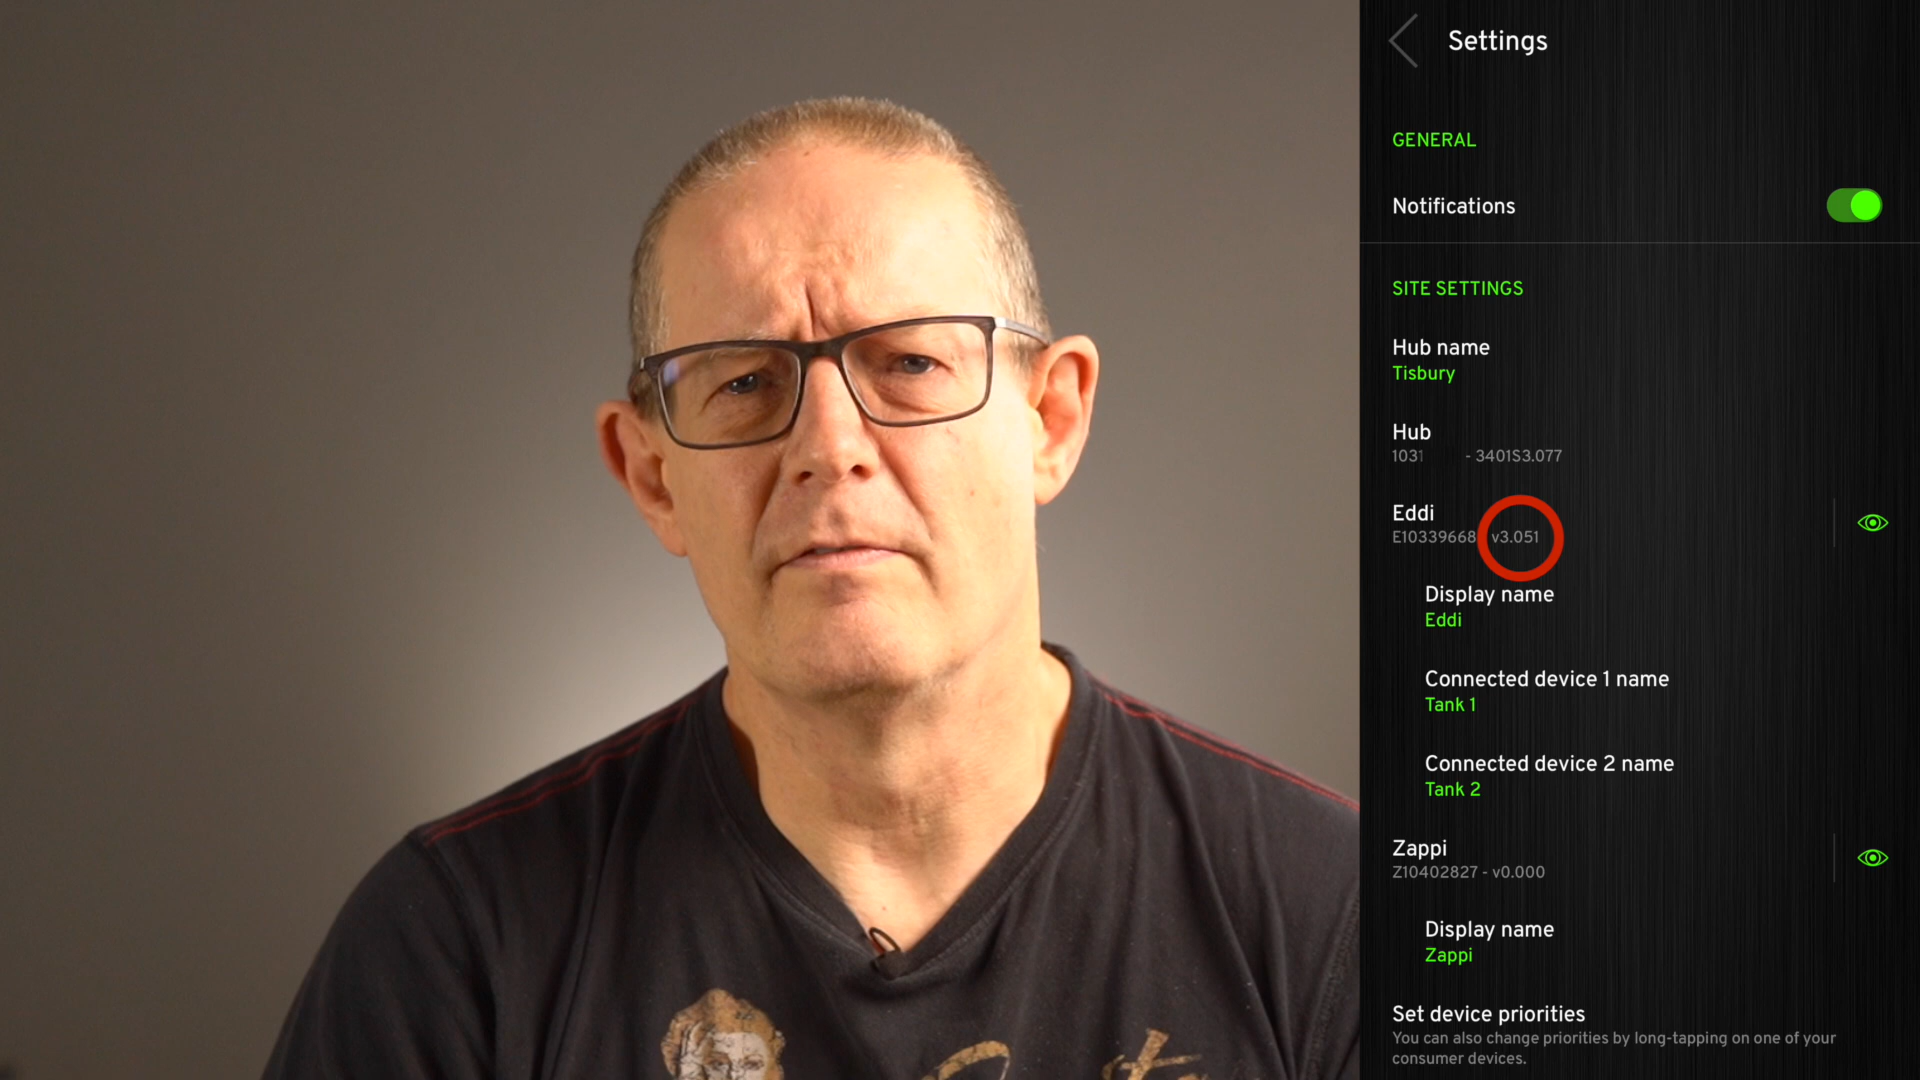 Settings
GENERAL
Notifications
SITE SETTINGS
Hub name
Tisbury
Hub
1031 - 3401S3.077
Eddi
E10339668 v3.051
Display name
Eddi
Connected device 1 name
Tank 1
Connected device 2 name
Tank 2
Zappi
Z10402827 - v0.000
Display name
Zappi
Set device priorities
You can also change priorities by long-tapping on one of your
consumer devices.